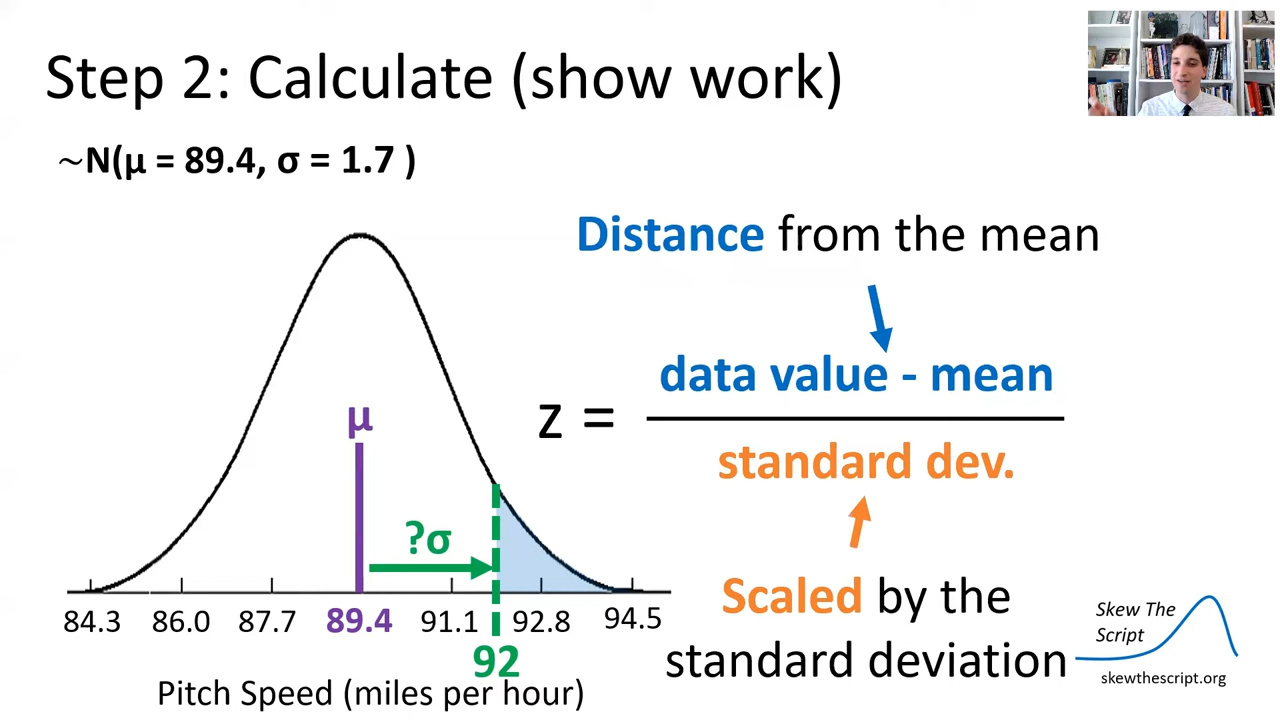 Step 2: Calculate (show work)
~N(μ = 89.4, σ = 1.7 )
Distance from the mean
data value - mean
z =
standard dev.
μ
?σ
84.3 86.0 87.7 89.4 91.1 92.8 94.5
92
Pitch Speed (miles per hour)
Scaled by the
standard deviation
Skew The
Script
skewthescript.org